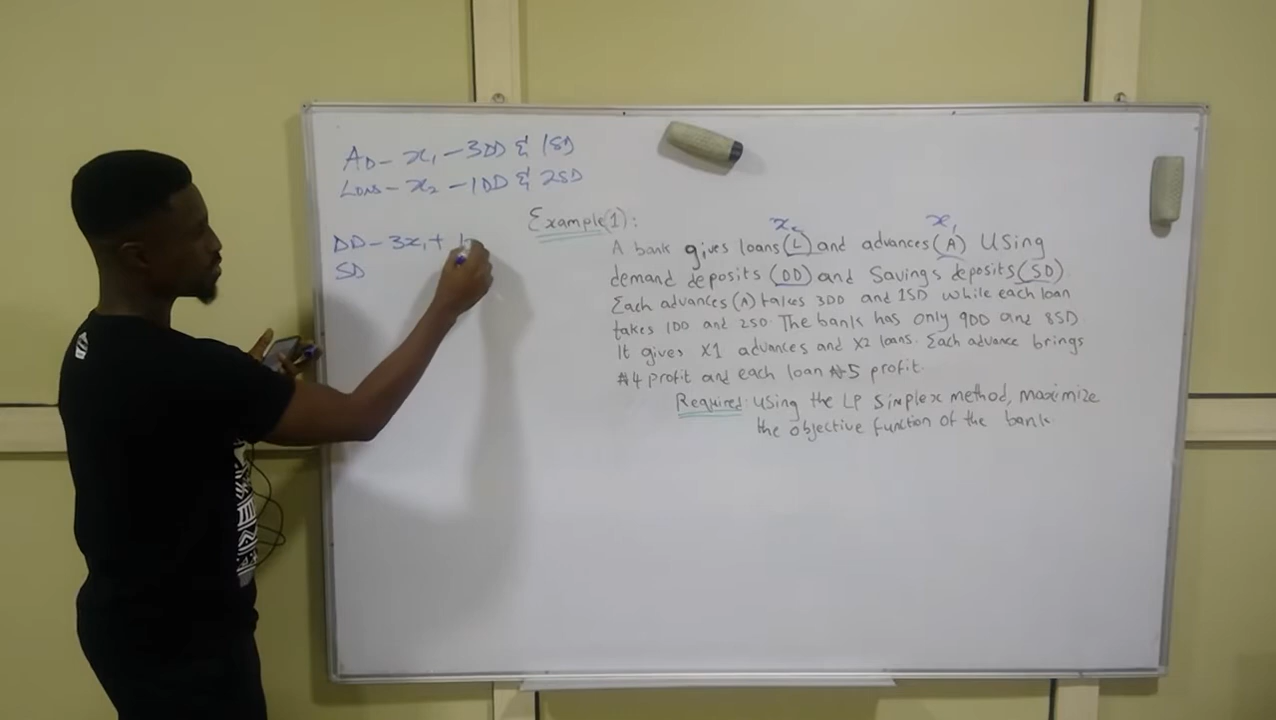 AD - x₁ - 3DD & 1SD
Loans - x₂ - 1DD & 2SD
DD - 3x₁ + 1
SD
Example(1):
x₂ x₁
A bank gives loans (L) and advances (A) Using
demand deposits (DD) and Savings deposits (SD)
Each advances (A) takes 3DD and 1SD while each loan
takes 1DD and 2SD. The bank has only 9DD and 8SD
It gives X1 advances and X2 loans. Each advance brings
₦4 profit and each loan ₦5 profit.
Required: Using the LP Simplex method, maximize
the objective function of the bank.